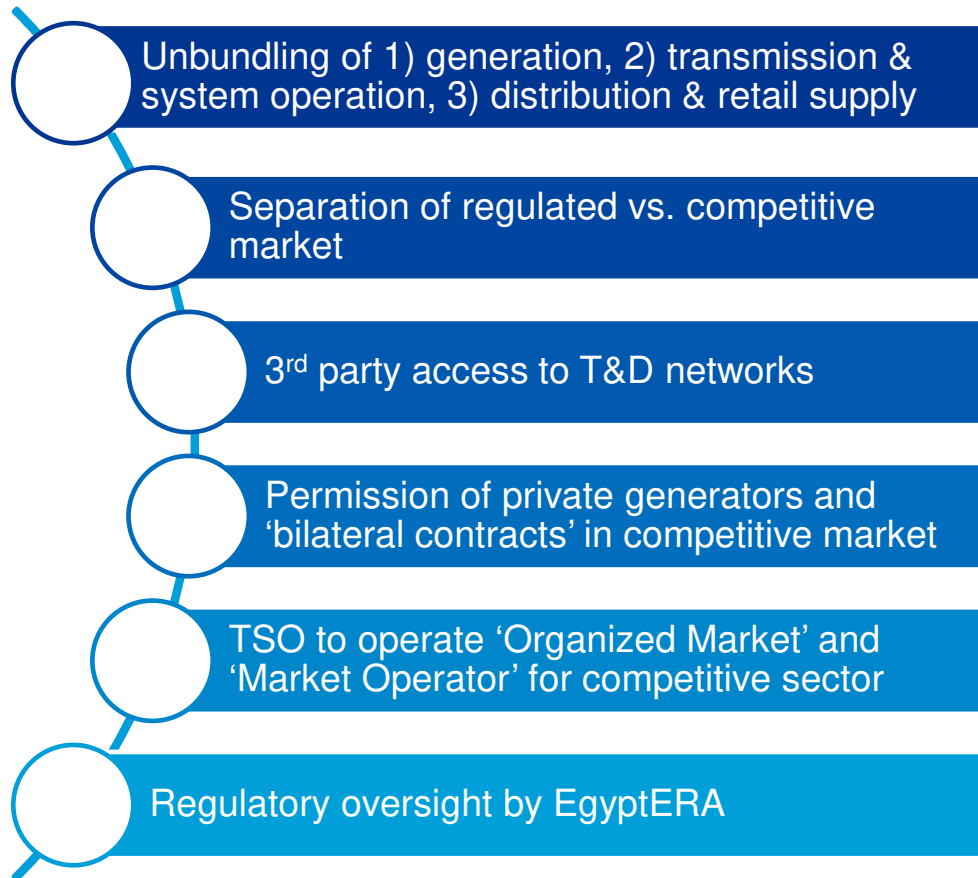 Unbundling of 1) generation, 2) transmission &
system operation, 3) distribution & retail supply
Separation of regulated vs. competitive
market
3rd party access to T&D networks
Permission of private generators and
‘bilateral contracts’ in competitive market
TSO to operate ‘Organized Market’ and
‘Market Operator’ for competitive sector
Regulatory oversight by EgyptERA